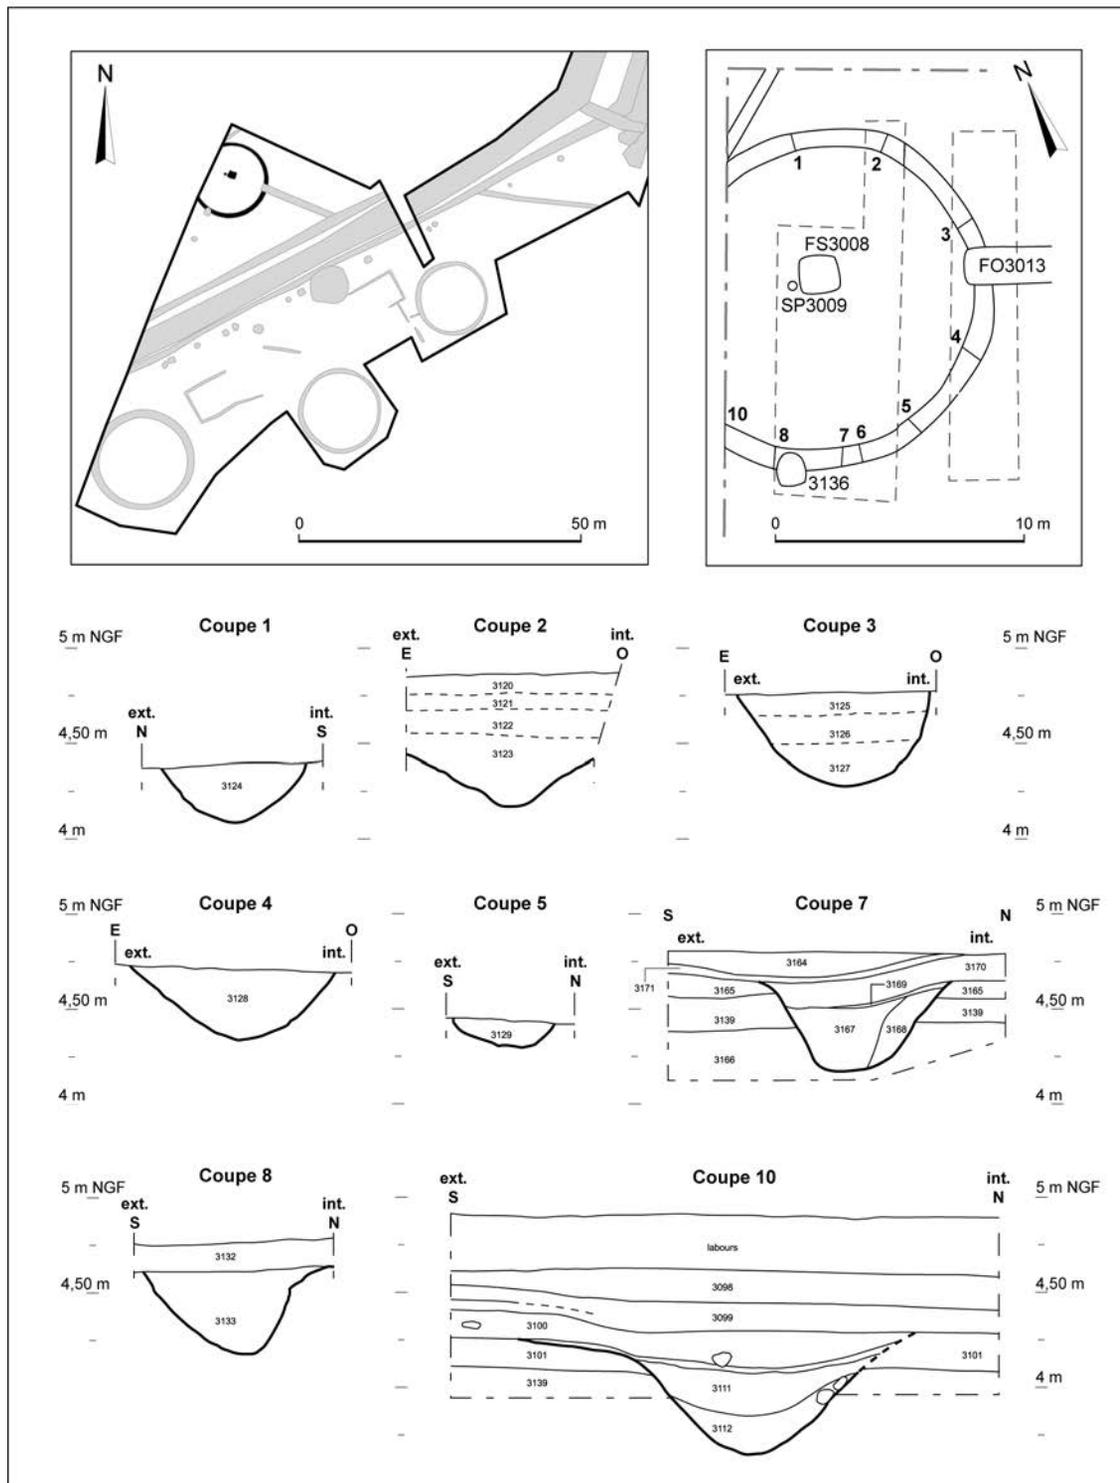 N
0 50 m
N
1
2
3
FS3008
FO3013
SP3009
4
5
10
8
7 6
3136
0 10 m
Coupe 1
5 m NGF
ext.
N
int.
S
4,50 m
3124
4 m
Coupe 2
ext.
E
int.
O
3120
3121
3122
3123
Coupe 3
5 m NGF
E
O
ext.
int.
3125
3126
3127
4,50 m
4 m
Coupe 4
5 m NGF
E
O
ext.
int.
3128
4,50 m
4 m
Coupe 5
ext.
S
int.
N
3129
Coupe 7
5 m NGF
S
N
ext.
int.
3164
3170
3171
3169
3165
3165
3139
3139
3167
3168
3166
4,50 m
4 m
Coupe 8
5 m NGF
ext.
S
int.
N
3132
4,50 m
3133
Coupe 10
5 m NGF
ext.
S
int.
N
labours
3098
4,50 m
3099
3100
3101
3101
3139
3111
4 m
3112